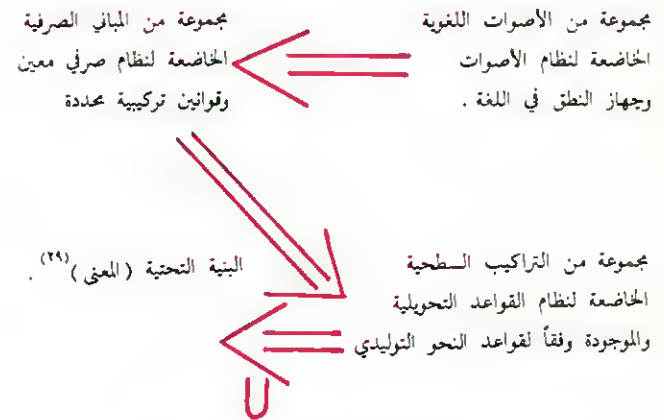 مجموعة من الأصوات اللغوية
الخاضعة لنظام الأصوات
وجهاز النطق في اللغة .
مجموعة من المباني الصرفية
الخاضعة لنظام صرفي معين
وقوانين تركيبية محددة
مجموعة من التراكيب السطحية
الخاضعة لنظام القواعد التحويلية
والموجودة وفقاً لقواعد النحو التوليدي
البنية التحتية ( المعنى )(٢٩) .